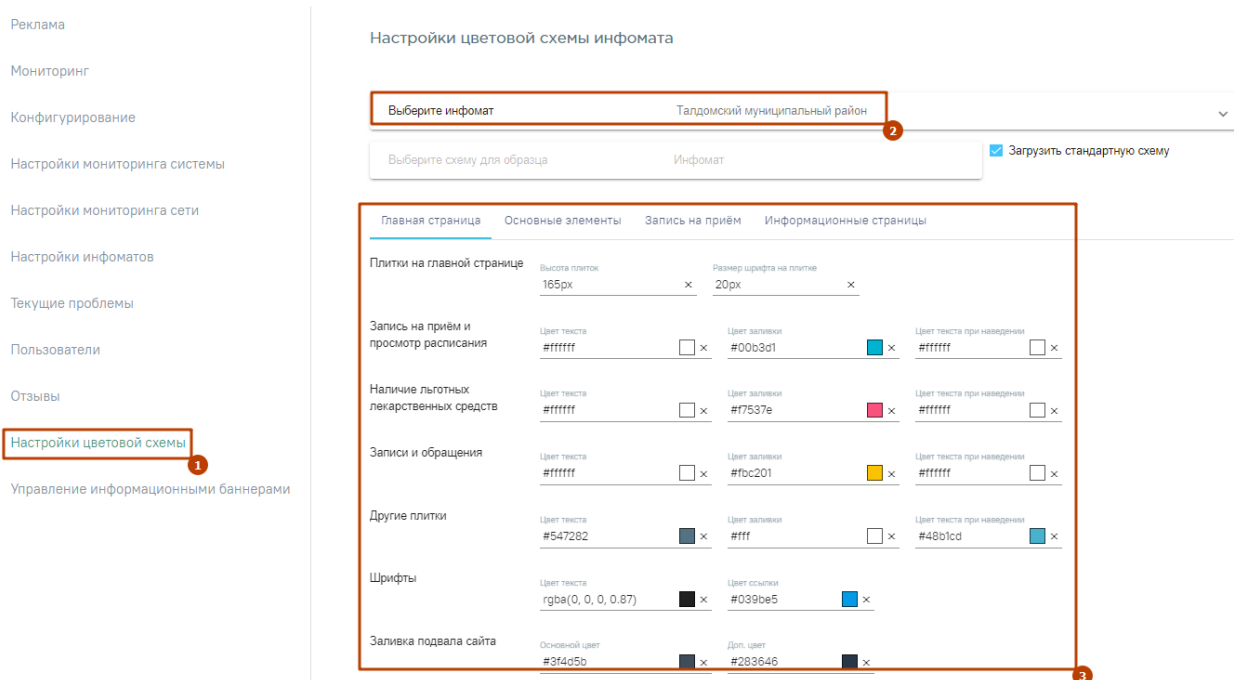 Реклама
Мониторинг
Конфигурирование
Настройки мониторинга системы
Настройки мониторинга сети
Настройки инфоматов
Текущие проблемы
Пользователи
Отзывы
Настройки цветовой схемы
1
Управление информационными баннерами
Настройки цветовой схемы инфомата
Выберите инфомат Талдомский муниципальный район
2
Выберите схему для образца Инфомат Загрузить стандартную схему
Главная страница Основные элементы Запись на приём Информационные страницы
Плитки на главной странице
Высота плиток Размер шрифта на плитке
165px 20px
Запись на приём и
просмотр расписания
Цвет текста Цвет заливки Цвет текста при наведении
#ffffff #00b3d1 #ffffff
Наличие льготных
лекарственных средств
Цвет текста Цвет заливки Цвет текста при наведении
#ffffff #f7537e #ffffff
Записи и обращения
Цвет текста Цвет заливки Цвет текста при наведении
#ffffff #fbc201 #ffffff
Другие плитки
Цвет текста Цвет заливки Цвет текста при наведении
#547282 #fff #48b1cd
Шрифты
Цвет текста Цвет ссылки
rgba(0, 0, 0, 0.87) #039be5
Заливка подвала сайта
Основной цвет Доп. цвет
#3f4d5b #283646
3